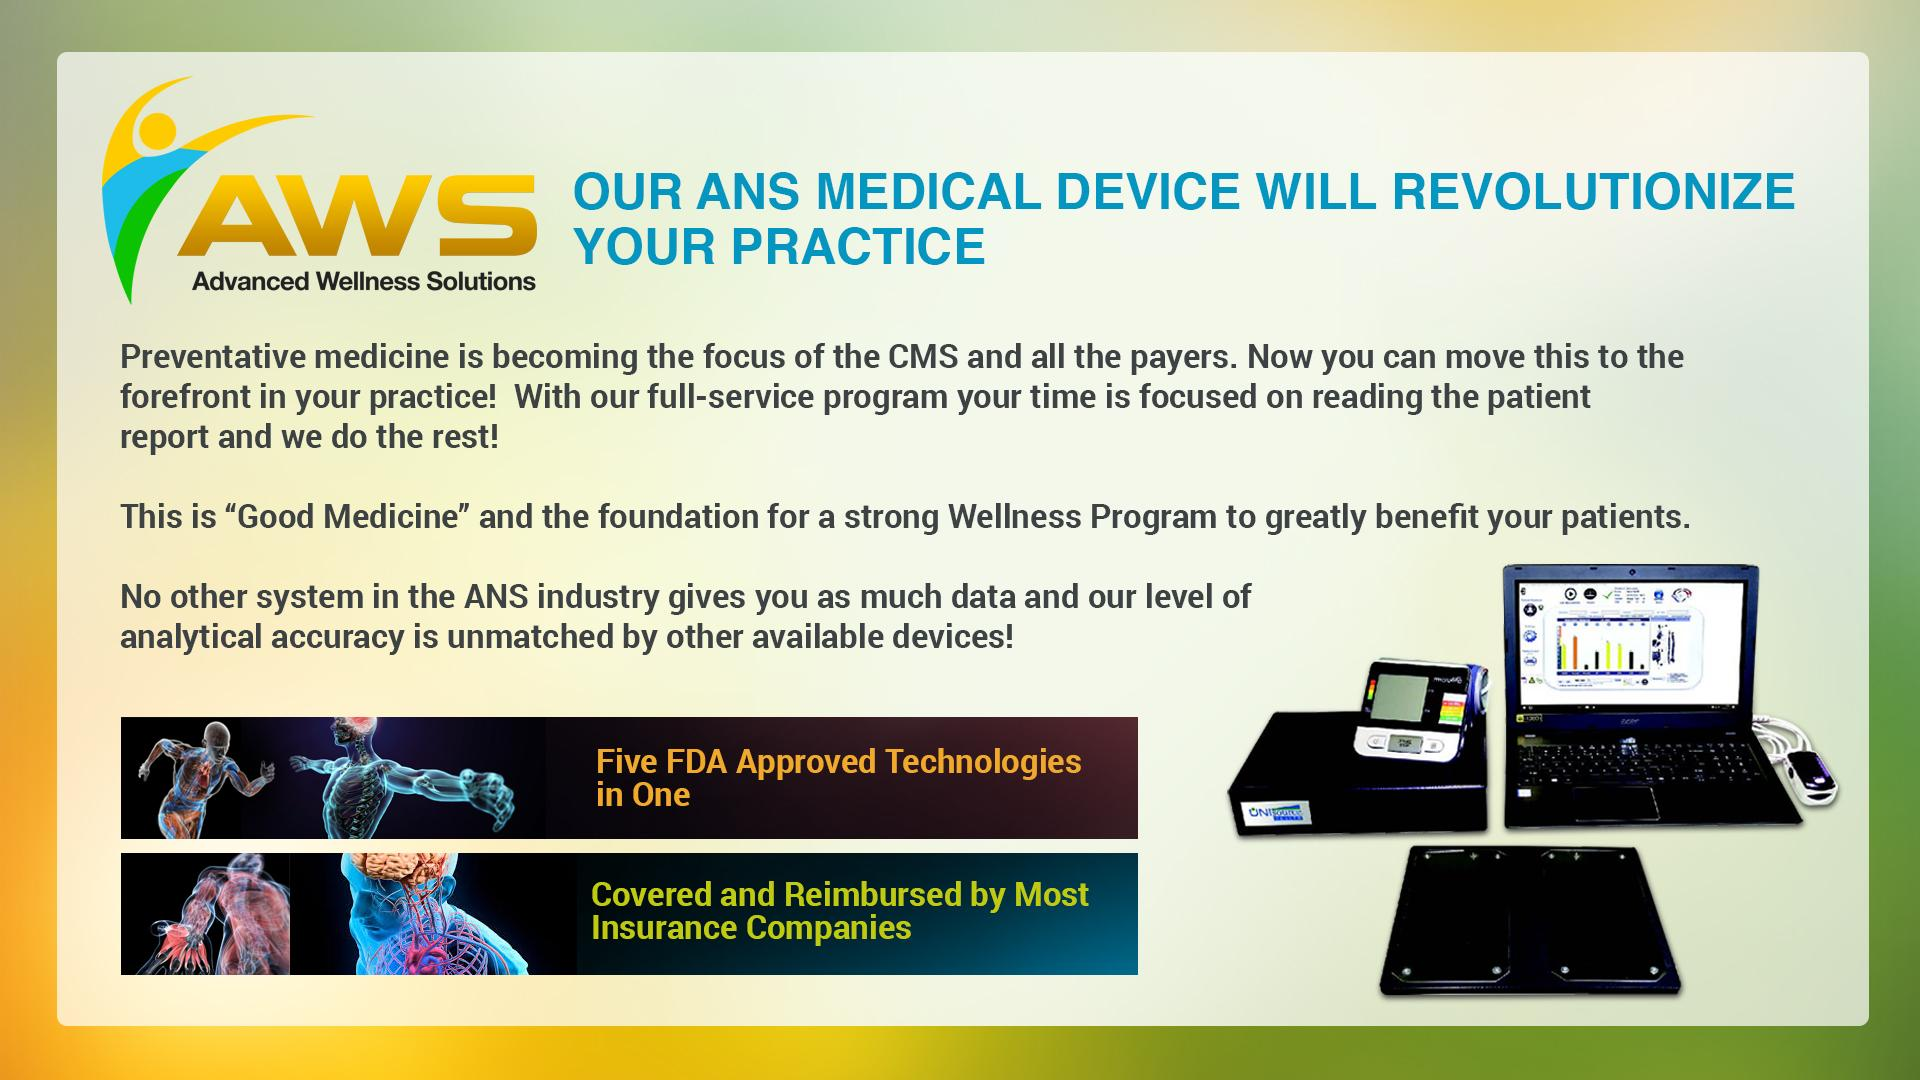 AWS
Advanced Wellness Solutions
OUR ANS MEDICAL DEVICE WILL REVOLUTIONIZE
YOUR PRACTICE
Preventative medicine is becoming the focus of the CMS and all the payers. Now you can move this to the
forefront in your practice!  With our full-service program your time is focused on reading the patient
report and we do the rest!
This is “Good Medicine” and the foundation for a strong Wellness Program to greatly benefit your patients.
No other system in the ANS industry gives you as much data and our level of
analytical accuracy is unmatched by other available devices!
Five FDA Approved Technologies
in One
Covered and Reimbursed by Most
Insurance Companies
UNIsource
HEALTH
acer